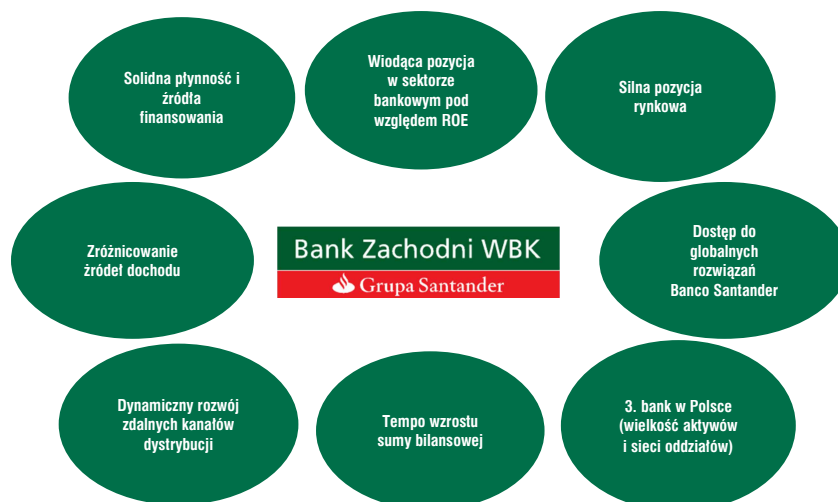 Solidna płynność i
źródła
finansowania
Wiodąca pozycja
w sektorze
bankowym pod
względem ROE
Silna pozycja
rynkowa
Zróżnicowanie
źródeł dochodu
Bank Zachodni WBK
Grupa Santander
Dostęp do
globalnych
rozwiązań
Banco Santander
Dynamiczny rozwój
zdalnych kanałów
dystrybucji
Tempo wzrostu
sumy bilansowej
3. bank w Polsce
(wielkość aktywów
i sieci oddziałów)